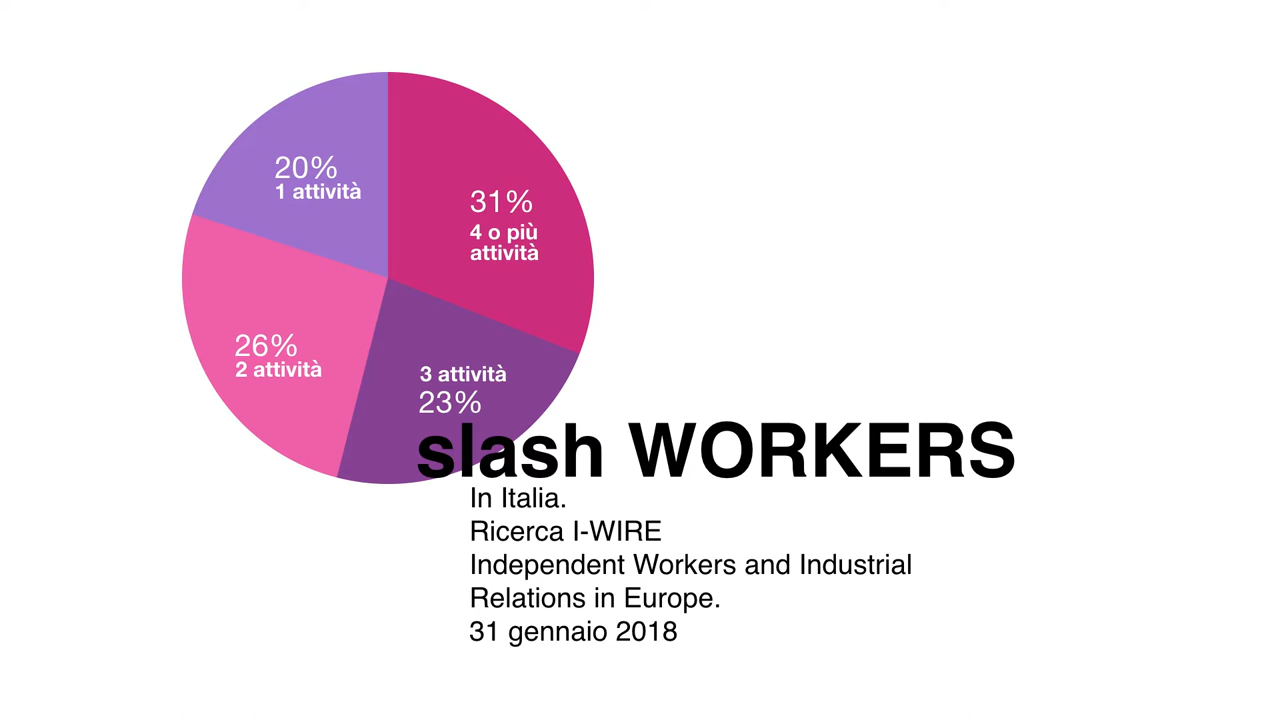 20%
1 attività
31%
4 o più
attività
26%
2 attività
3 attività
23%
slash WORKERS
In Italia.
Ricerca I-WIRE
Independent Workers and Industrial
Relations in Europe.
31 gennaio 2018